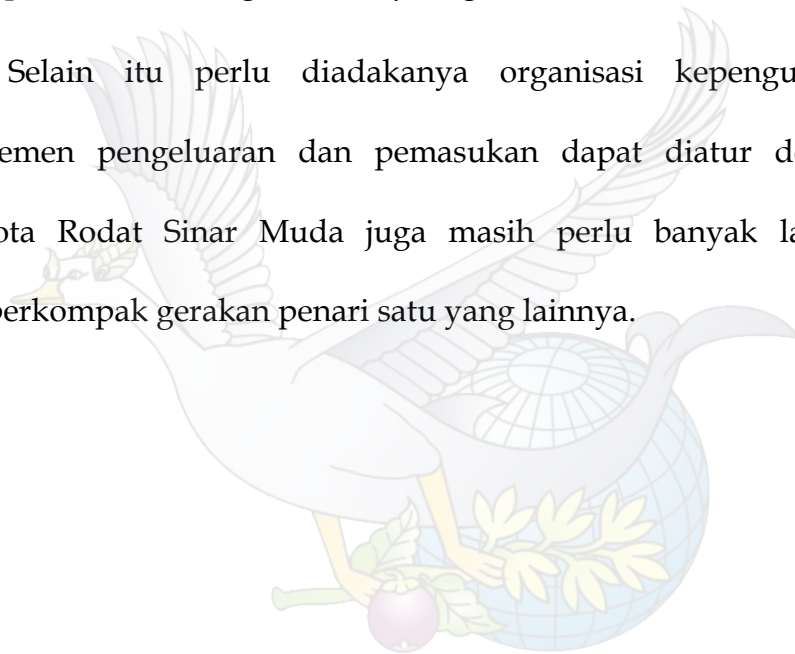 Selain itu perlu diadakanya organisasi kepengu
emen pengeluaran dan pemasukan dapat diatur d
ota Rodat Sinar Muda juga masih perlu banyak la
perkompak gerakan penari satu yang lainnya.